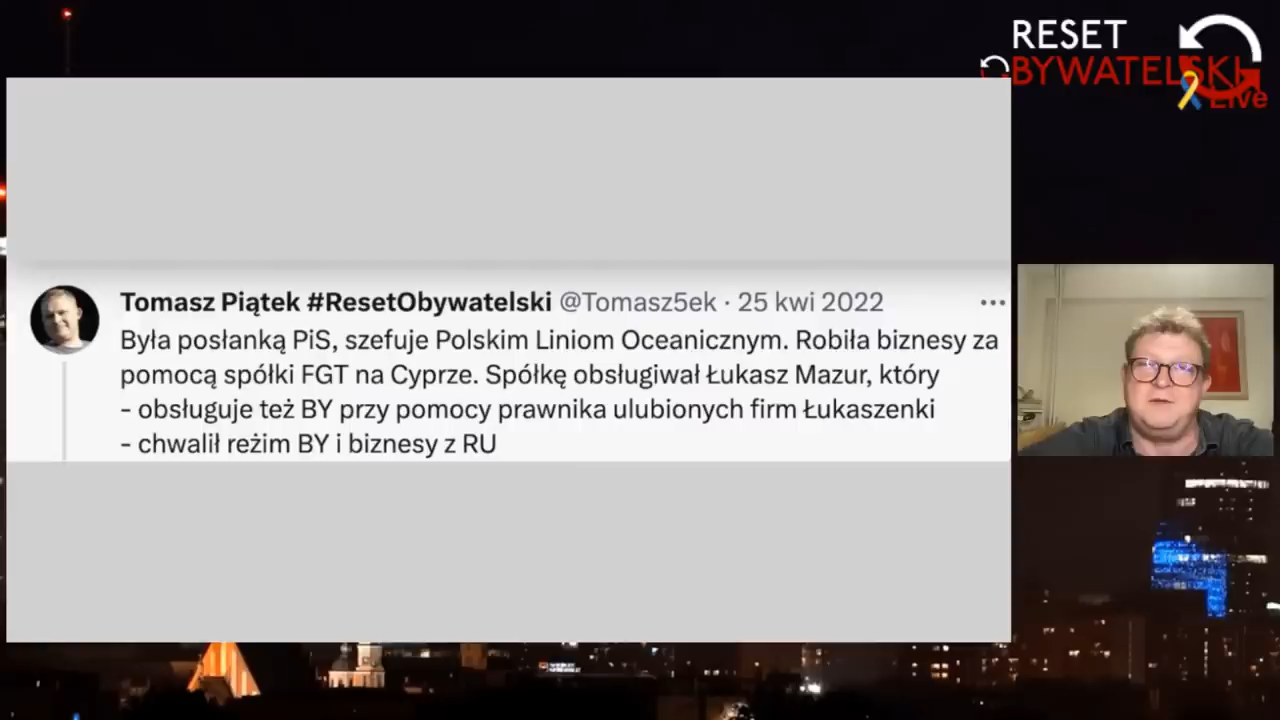 RESET
OBYWATELSKI
Live
Tomasz Piątek #ResetObywatelski @Tomasz5ek · 25 kwi 2022
Była posłanką PiS, szefuje Polskim Liniom Oceanicznym. Robiła biznesy za
pomocą spółki FGT na Cyprze. Spółkę obsługiwał Łukasz Mazur, który
- obsługuje też BY przy pomocy prawnika ulubionych firm Łukaszenki
- chwalił reżim BY i biznesy z RU